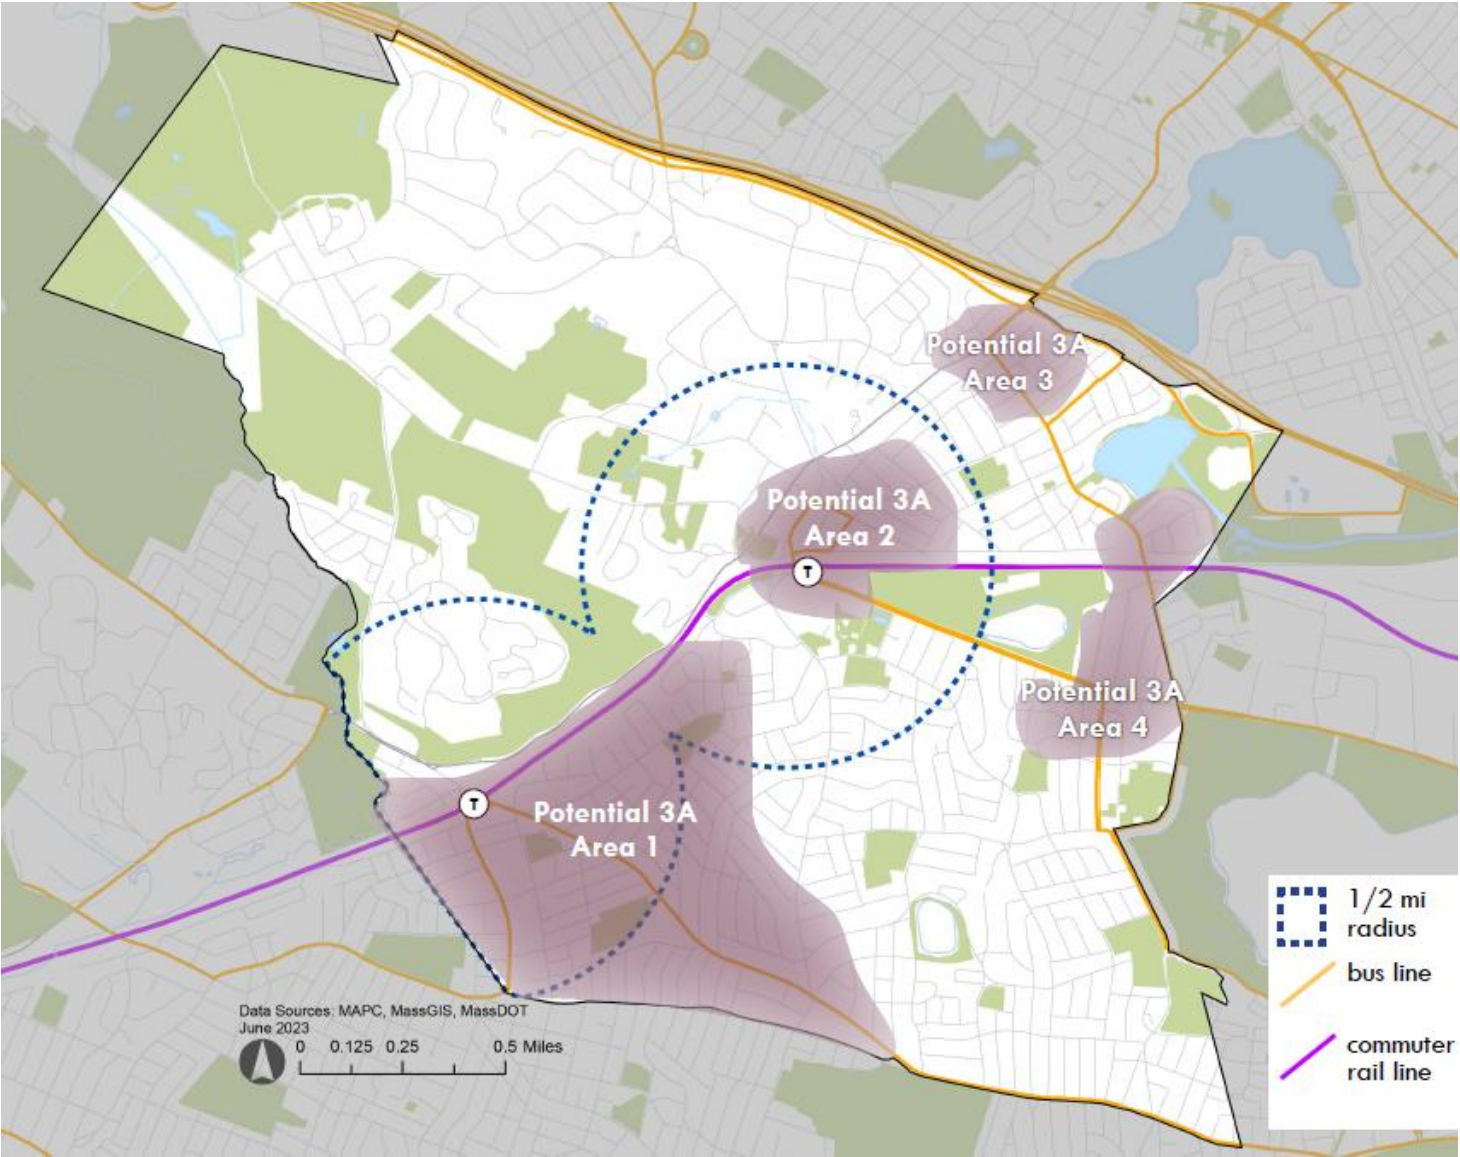 Potential 3A
Area 3
Potential 3A
Area 2
T
Potential 3A
Area 4
T
Potential 3A
Area 1
1/2 mi
radius
bus line
commuter
rail line
Data Sources: MAPC, MassGIS, MassDOT
June 2023
0 0.125 0.25 0.5 Miles